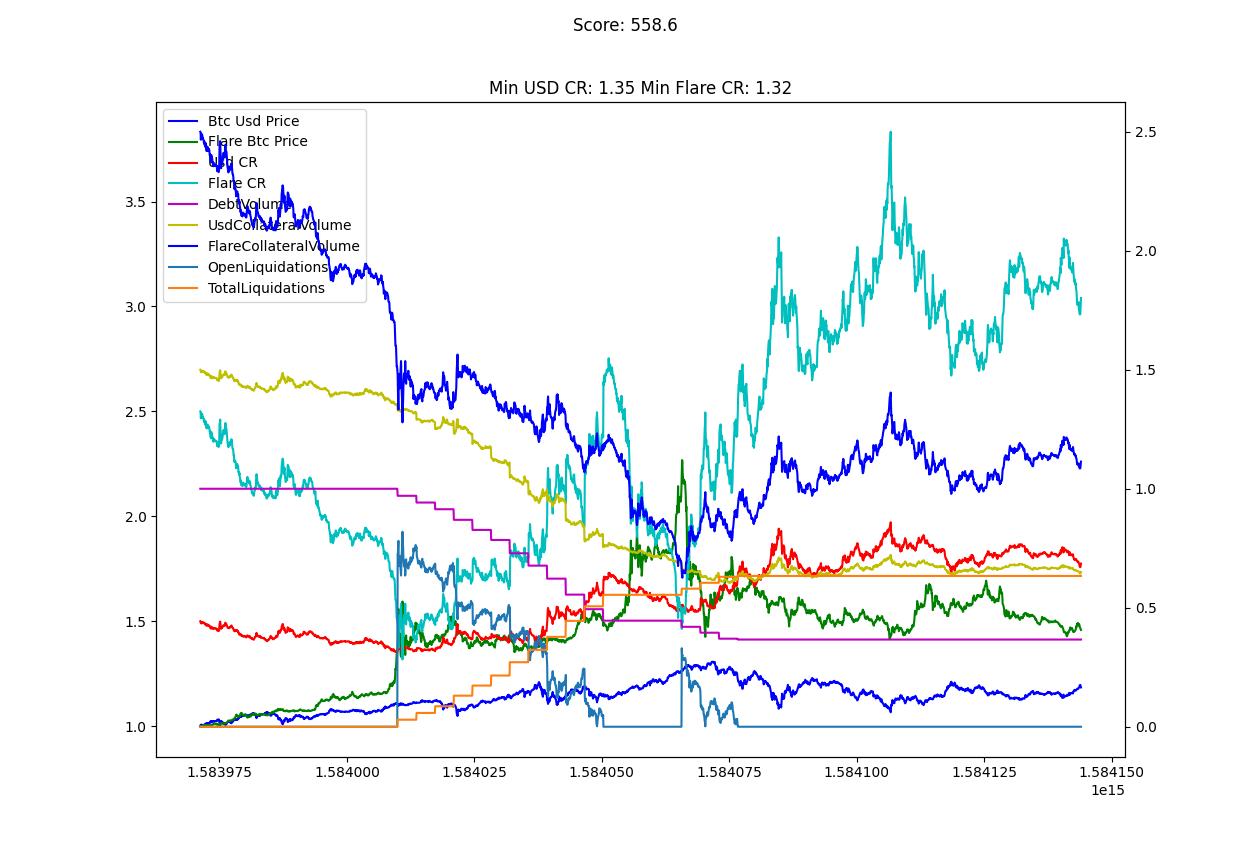 Score: 558.6
Min USD CR: 1.35 Min Flare CR: 1.32
Btc Usd Price
Flare Btc Price
Usd CR
Flare CR
DebtVolume
UsdCollateralVolume
FlareCollateralVolume
OpenLiquidations
TotalLiquidations
3.5
3.0
2.5
2.0
1.5
1.0
2.5
2.0
1.5
1.0
0.5
0.0
1.583975
1.584000
1.584025
1.584050
1.584075
1.584100
1.584125
1.584150
1e15